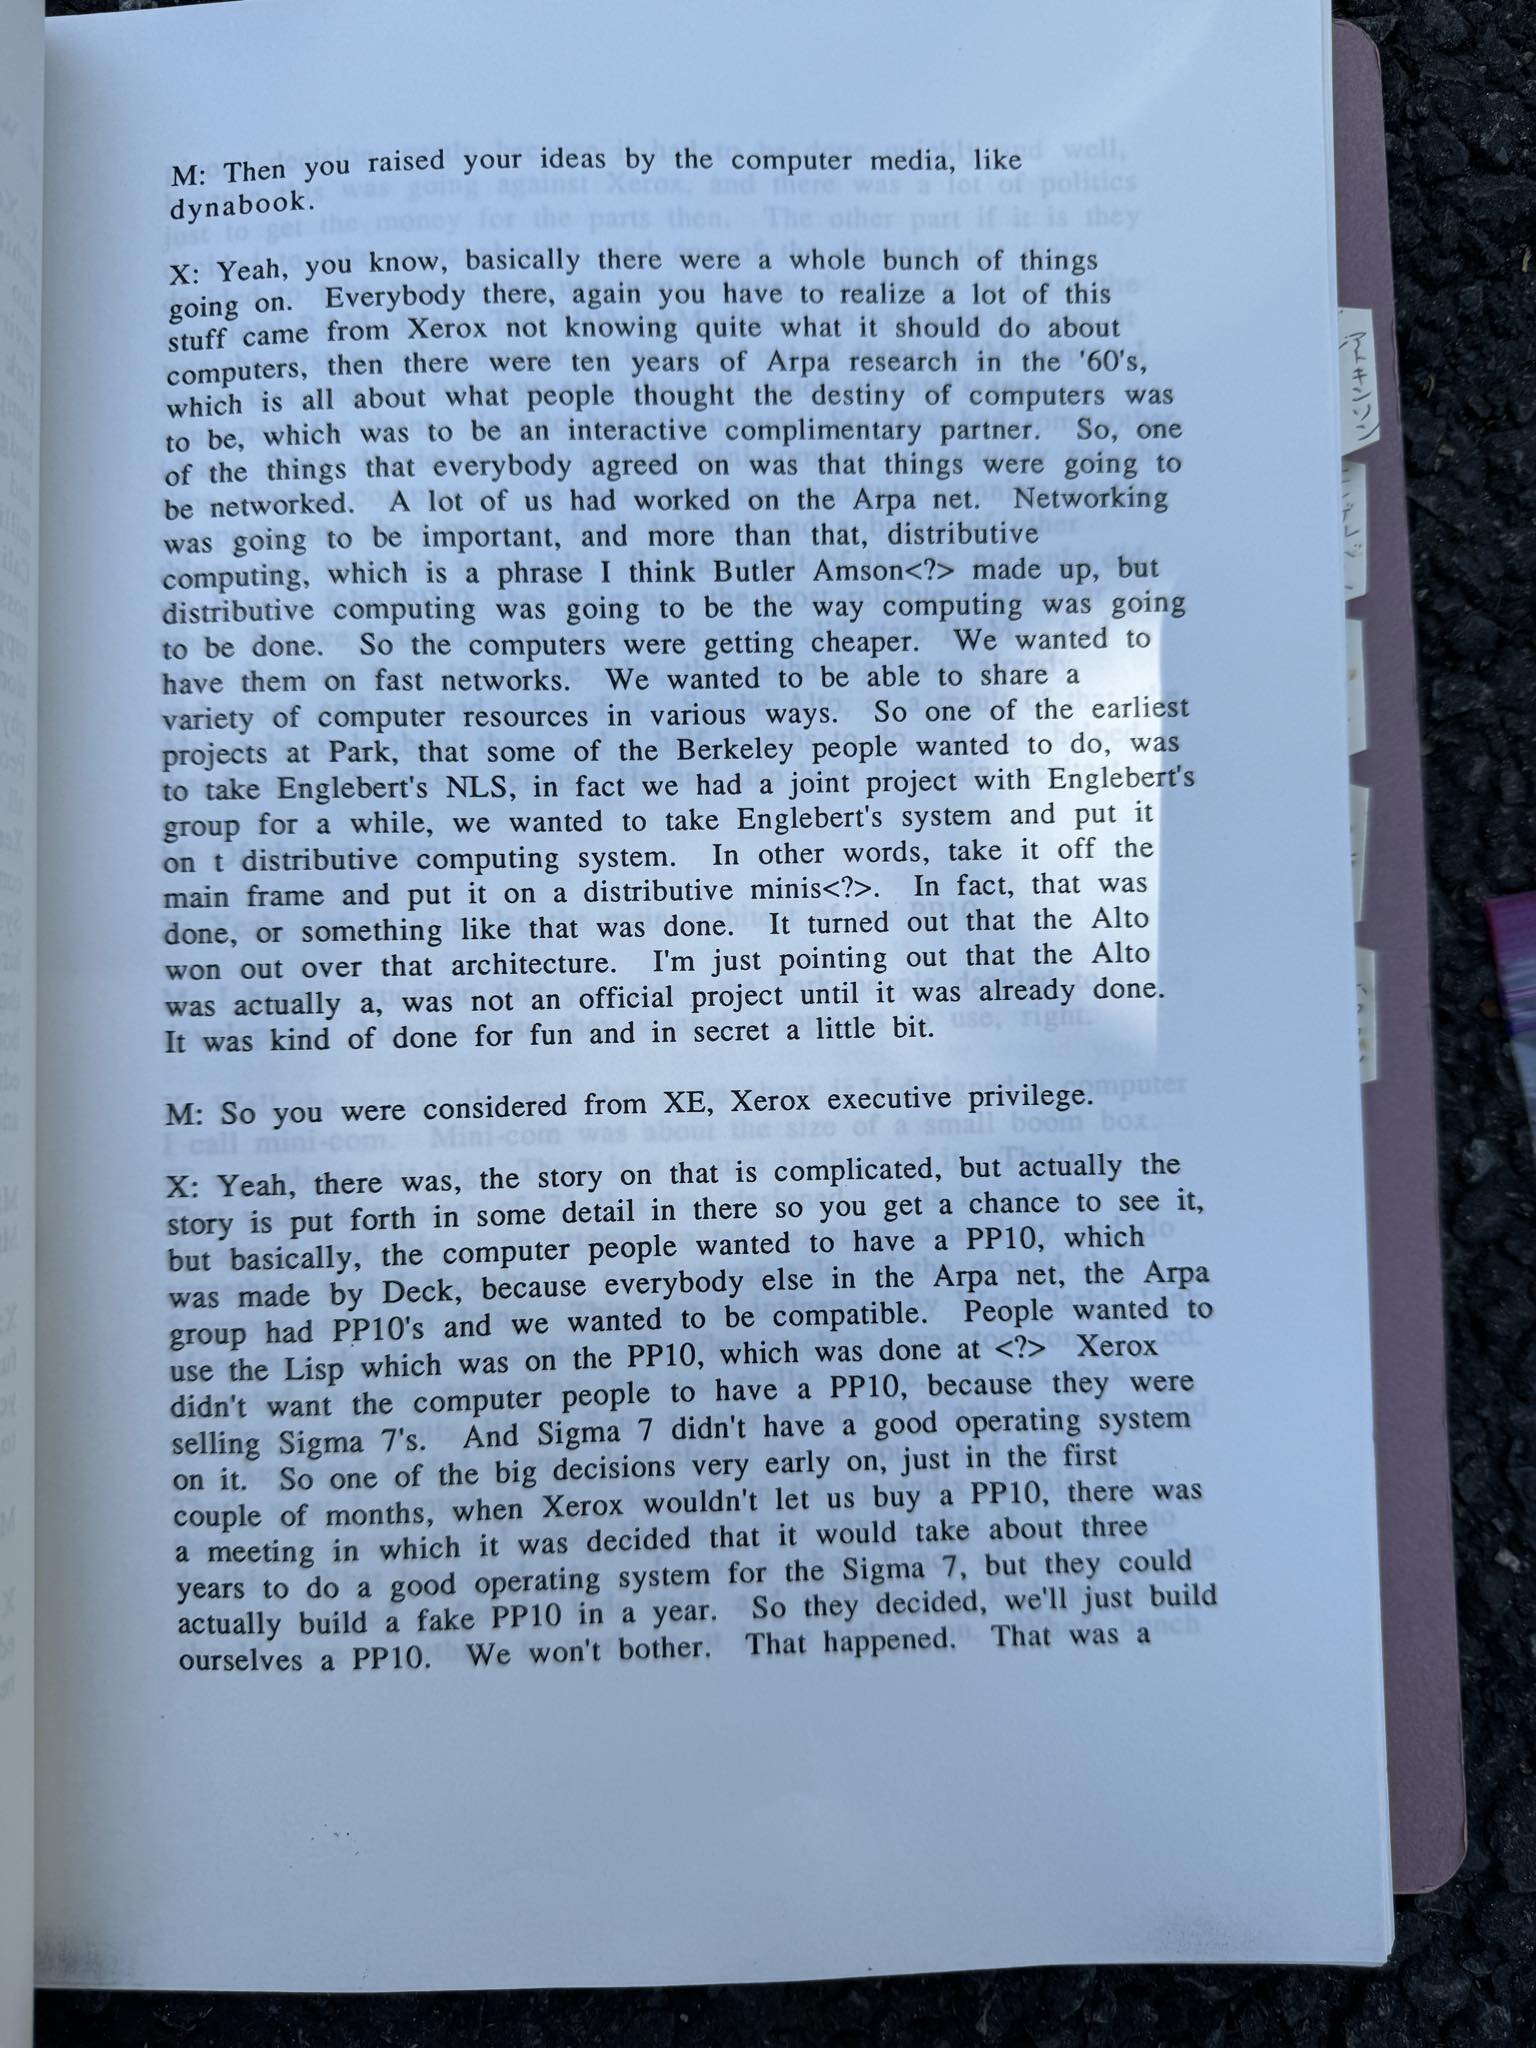 M: Then you raised your ideas by the computer media, like
dynabook.
X: Yeah, you know, basically there were a whole bunch of things
going on. Everybody there, again you have to realize a lot of this
stuff came from Xerox not knowing quite what it should do about
computers, then there were ten years of Arpa research in the '60's,
which is all about what people thought the destiny of computers was
to be, which was to be an interactive complimentary partner. So, one
of the things that everybody agreed on was that things were going to
be networked. A lot of us had worked on the Arpa net. Networking
was going to be important, and more than that, distributive
computing, which is a phrase I think Butler Amson<?> made up, but
distributive computing was going to be the way computing was going
to be done. So the computers were getting cheaper. We wanted to
have them on fast networks. We wanted to be able to share a
variety of computer resources in various ways. So one of the earliest
projects at Park, that some of the Berkeley people wanted to do, was
to take Englebert's NLS, in fact we had a joint project with Englebert's
group for a while, we wanted to take Englebert's system and put it
on t distributive computing system. In other words, take it off the
main frame and put it on a distributive minis<?>. In fact, that was
done, or something like that was done. It turned out that the Alto
won out over that architecture. I'm just pointing out that the Alto
was actually a, was not an official project until it was already done.
It was kind of done for fun and in secret a little bit.
M: So you were considered from XE, Xerox executive privilege.
X: Yeah, there was, the story on that is complicated, but actually the
story is put forth in some detail in there so you get a chance to see it,
but basically, the computer people wanted to have a PP10, which
was made by Deck, because everybody else in the Arpa net, the Arpa
group had PP10's and we wanted to be compatible. People wanted to
use the Lisp which was on the PP10, which was done at <?> Xerox
didn't want the computer people to have a PP10, because they were
selling Sigma 7's. And Sigma 7 didn't have a good operating system
on it. So one of the big decisions very early on, just in the first
couple of months, when Xerox wouldn't let us buy a PP10, there was
a meeting in which it was decided that it would take about three
years to do a good operating system for the Sigma 7, but they could
actually build a fake PP10 in a year. So they decided, we'll just build
ourselves a PP10. We won't bother. That happened. That was a